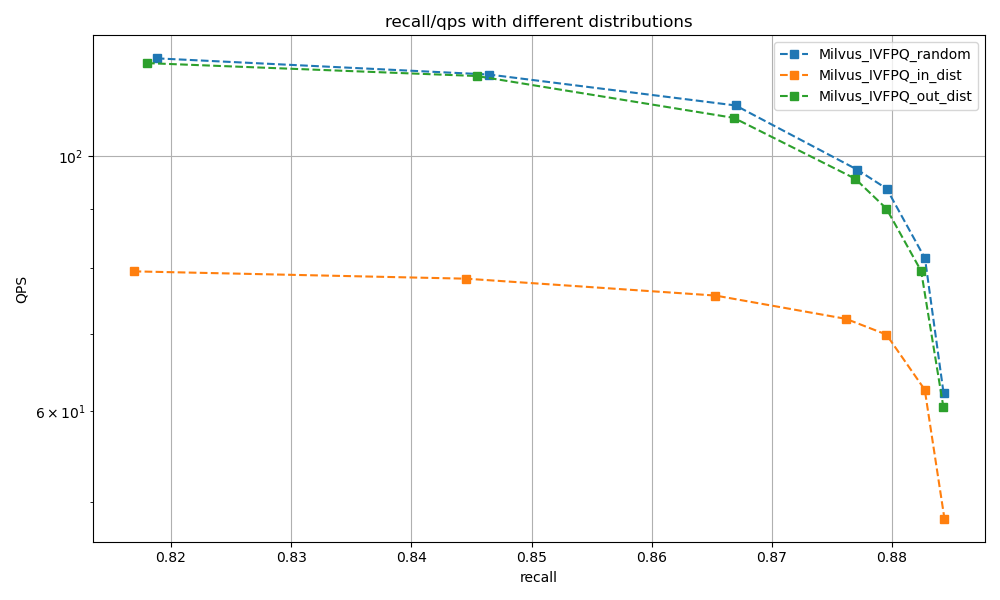 recall/qps with different distributions
Milvus_IVFPQ_random
Milvus_IVFPQ_in_dist
Milvus_IVFPQ_out_dist
QPS
10²
6 × 10¹
0.82 0.83 0.84 0.85 0.86 0.87 0.88
recall